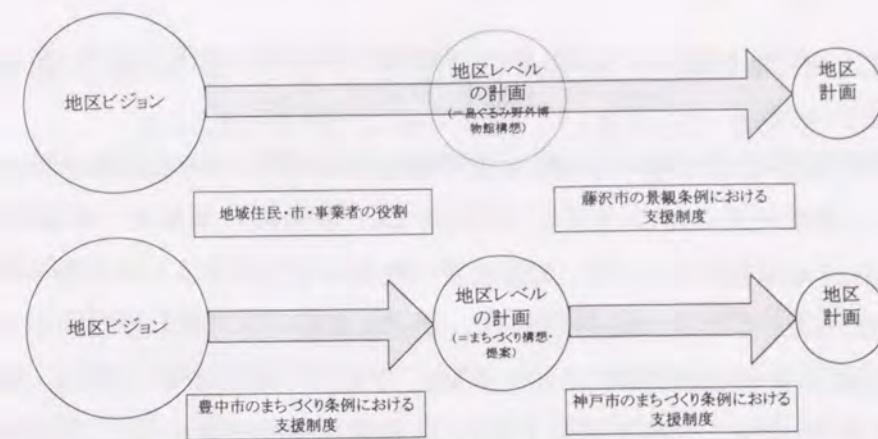 地区ビジョン
地区レベル
の計画
(=島ぐるみ野外博
物館構想)
地区
計画
地域住民・市・事業者の役割
藤沢市の景観条例における
支援制度
地区ビジョン
地区レベル
の計画
(=まちづくり構想・
提案)
地区
計画
豊中市のまちづくり条例における
支援制度
神戸市のまちづくり条例における
支援制度